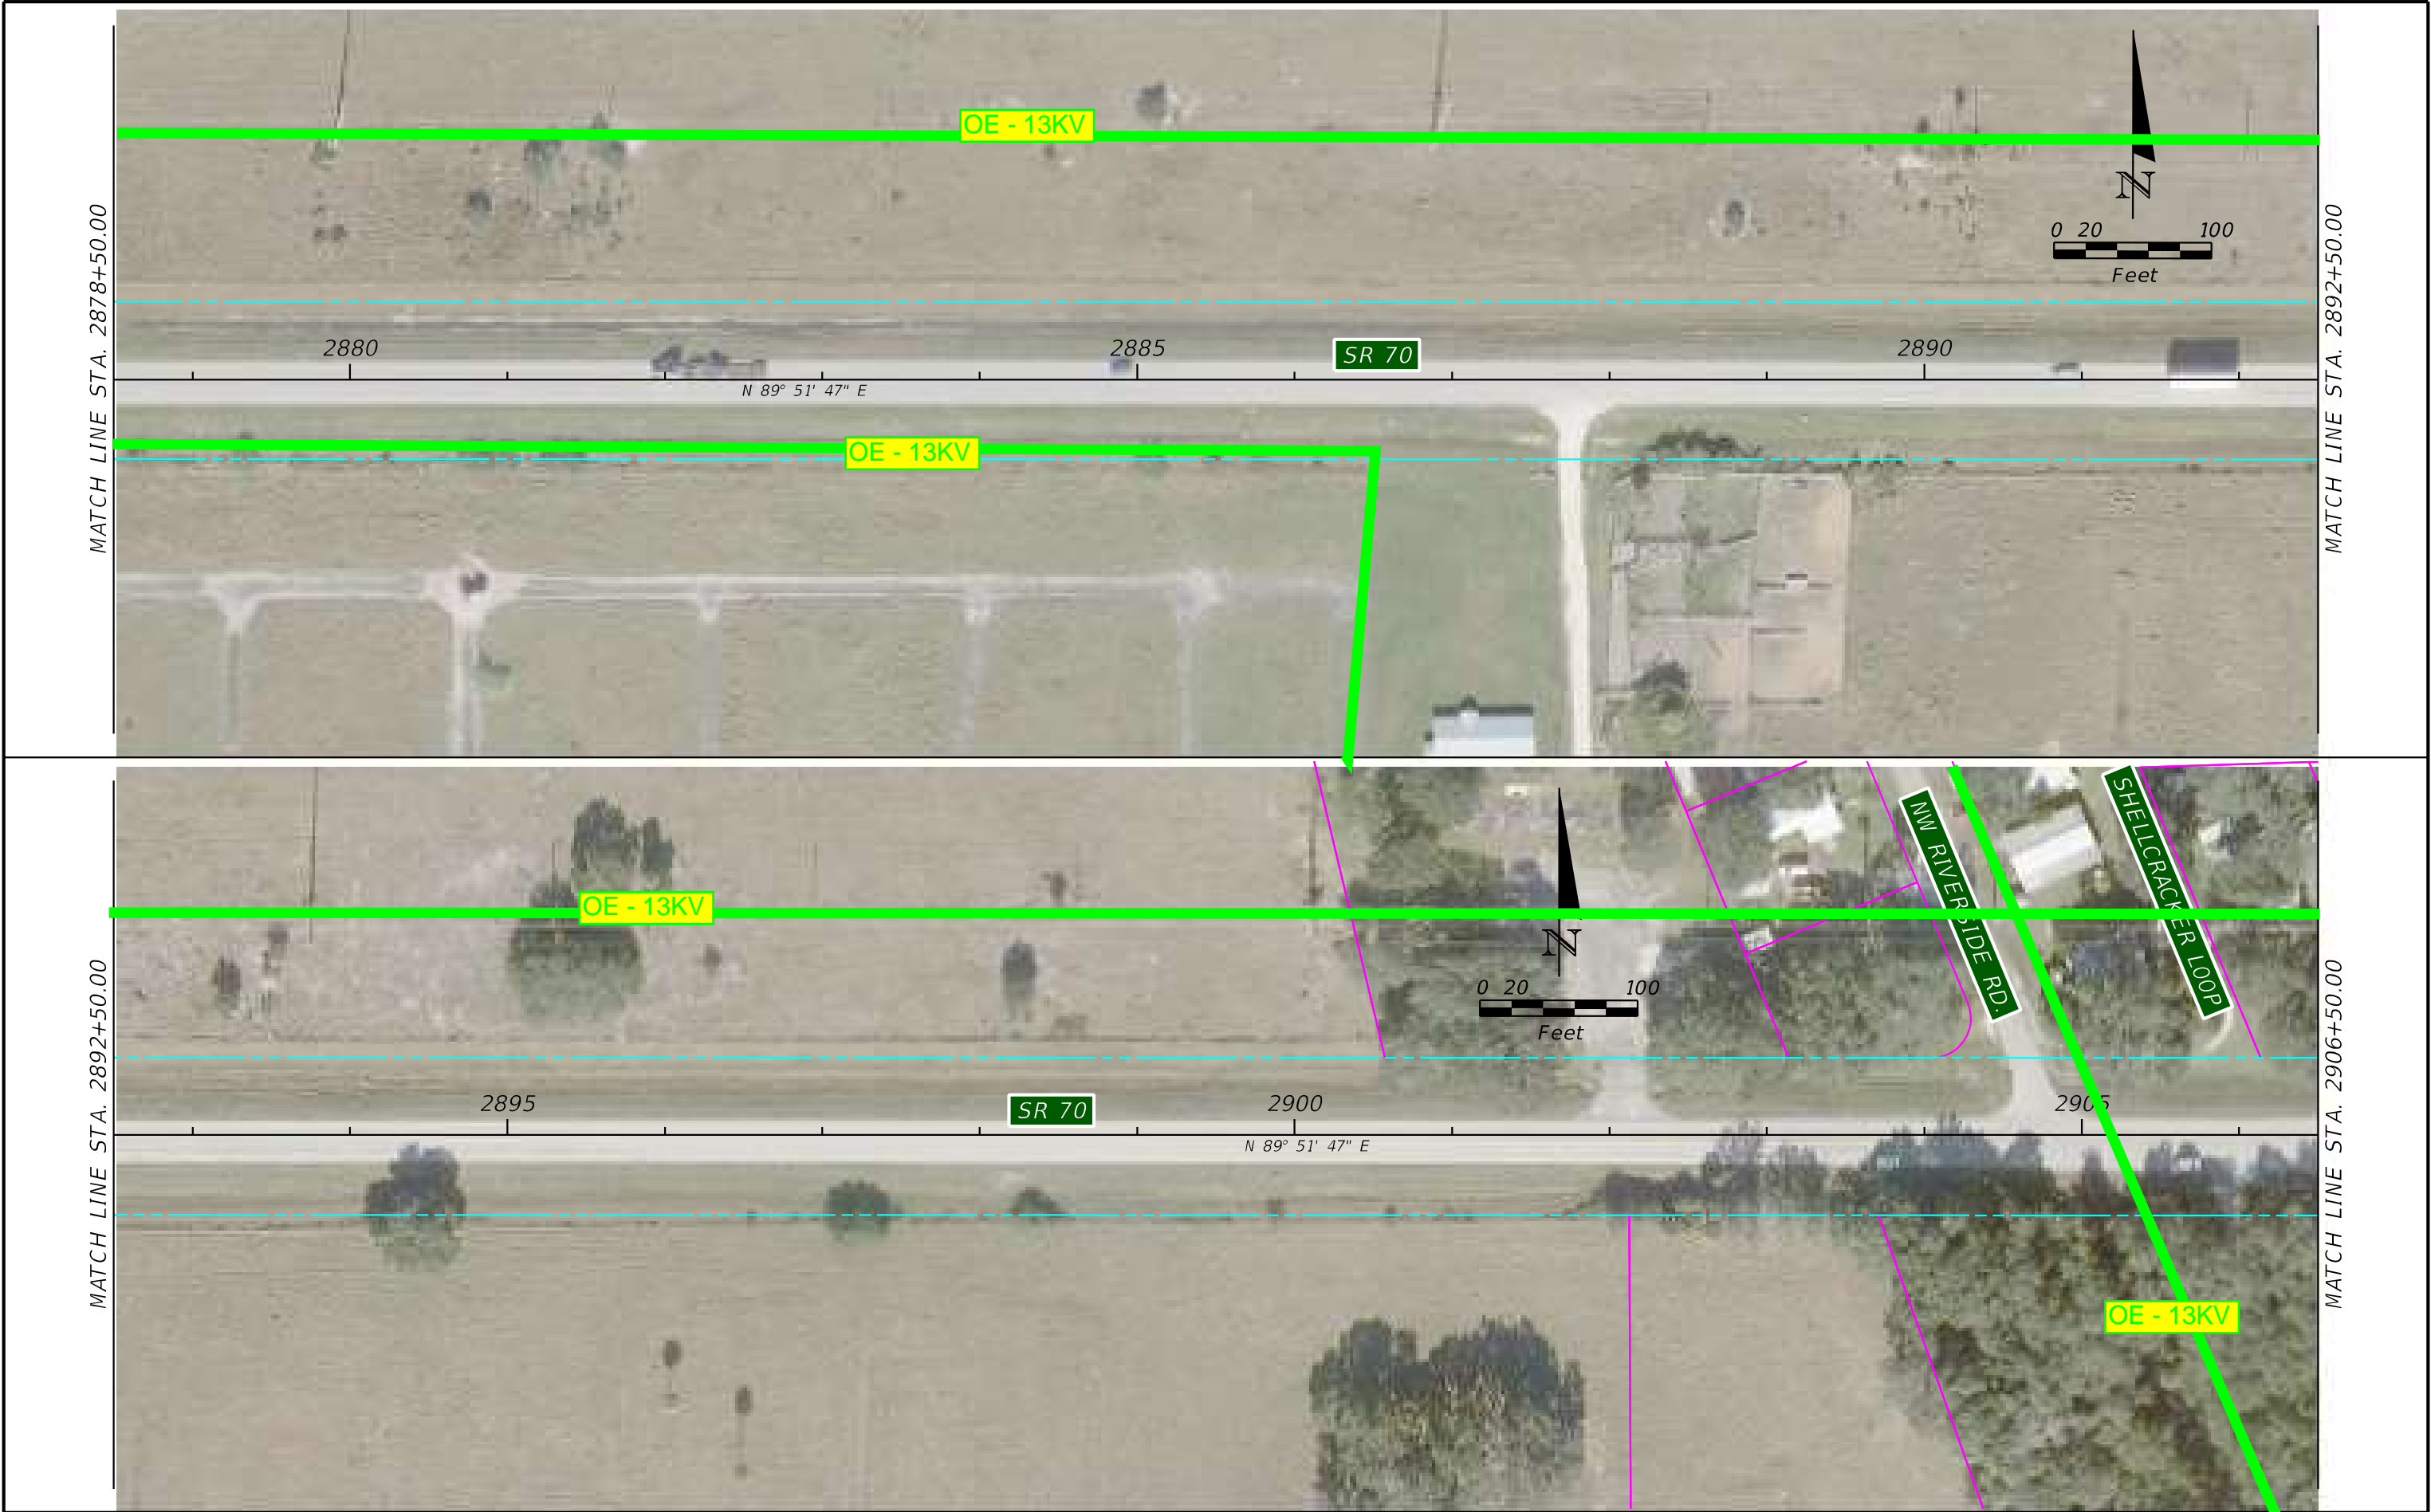 OE - 13KV
N
0 20 100
Feet
MATCH LINE STA. 2878+50.00
MATCH LINE STA. 2892+50.00
2880
2885
SR 70
2890
N 89° 51' 47" E
OE - 13KV
SHELLCRACKER LOOP
NW RIVERSIDE RD.
OE - 13KV
N
0 20 100
Feet
MATCH LINE STA. 2892+50.00
MATCH LINE STA. 2906+50.00
2895
SR 70
2900
2905
N 89° 51' 47" E
OE - 13KV